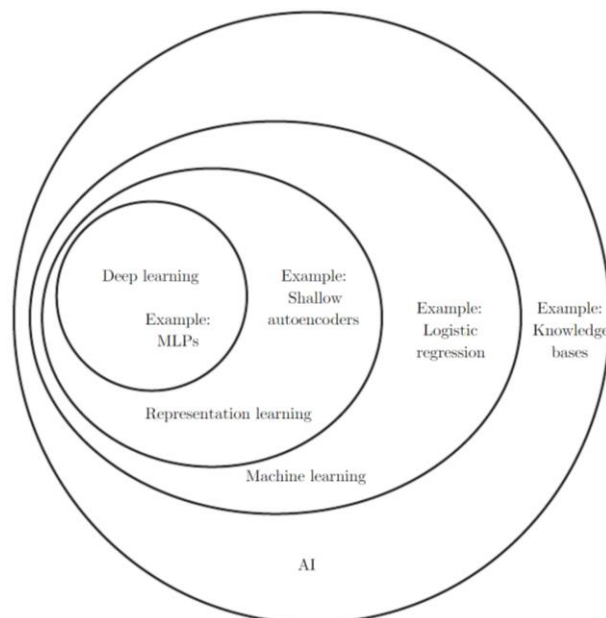 Deep learning
Example:
MLPs
Example:
Shallow
autoencoders
Example:
Logistic
regression
Example:
Knowledge
bases
Representation learning
Machine learning
AI